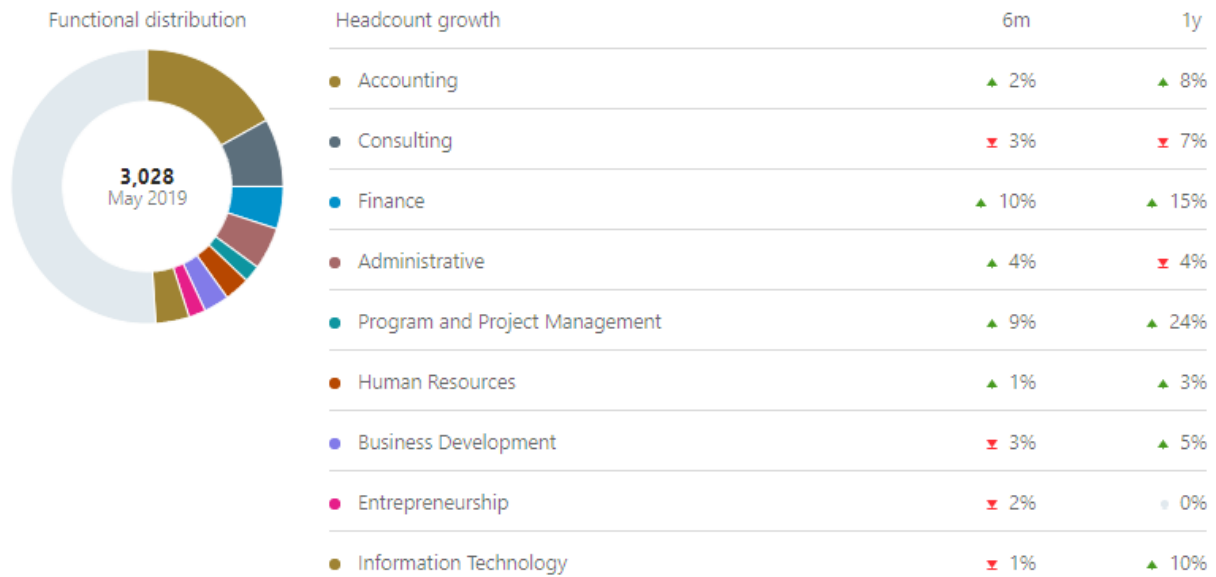 Functional distribution
3,028
May 2019
Headcount growth 6m 1y
Accounting 2% 8%
Consulting 3% 7%
Finance 10% 15%
Administrative 4% 4%
Program and Project Management 9% 24%
Human Resources 1% 3%
Business Development 3% 5%
Entrepreneurship 2% 0%
Information Technology 1% 10%